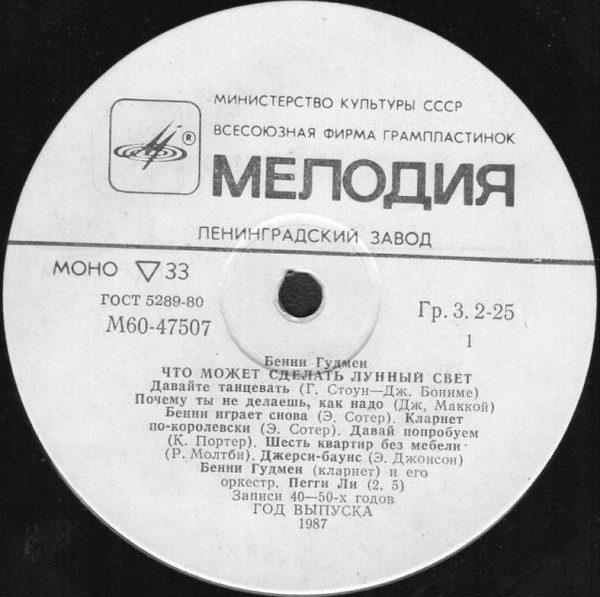 МИНИСТЕРСТВО КУЛЬТУРЫ СССР
ВСЕСОЮЗНАЯ ФИРМА ГРАМПЛАСТИНОК
®
МЕЛОДИЯ
ЛЕНИНГРАДСКИЙ ЗАВОД
МОНО ▽33
ГОСТ 5289-80
М60-47507
Гр. 3. 2-25
1
Бенни Гудмен
ЧТО МОЖЕТ СДЕЛАТЬ ЛУННЫЙ СВЕТ
Давайте танцевать (Г. Стоун—Дж. Бониме)
Почему ты не делаешь, как надо (Дж, Маккой)
Бенни играет снова (Э. Сотер). Кларнет
по-королевски (Э. Сотер). Давай попробуем
(К. Портер). Шесть квартир без мебели·
(Р. Молтби). Джерси-баунс (Э. Джонсон)
Бенни Гудмен (кларнет) и его
оркестр. Пегги Ли (2, 5)
Записи 40—50-х годов
ГОД ВЫПУСКА
1987